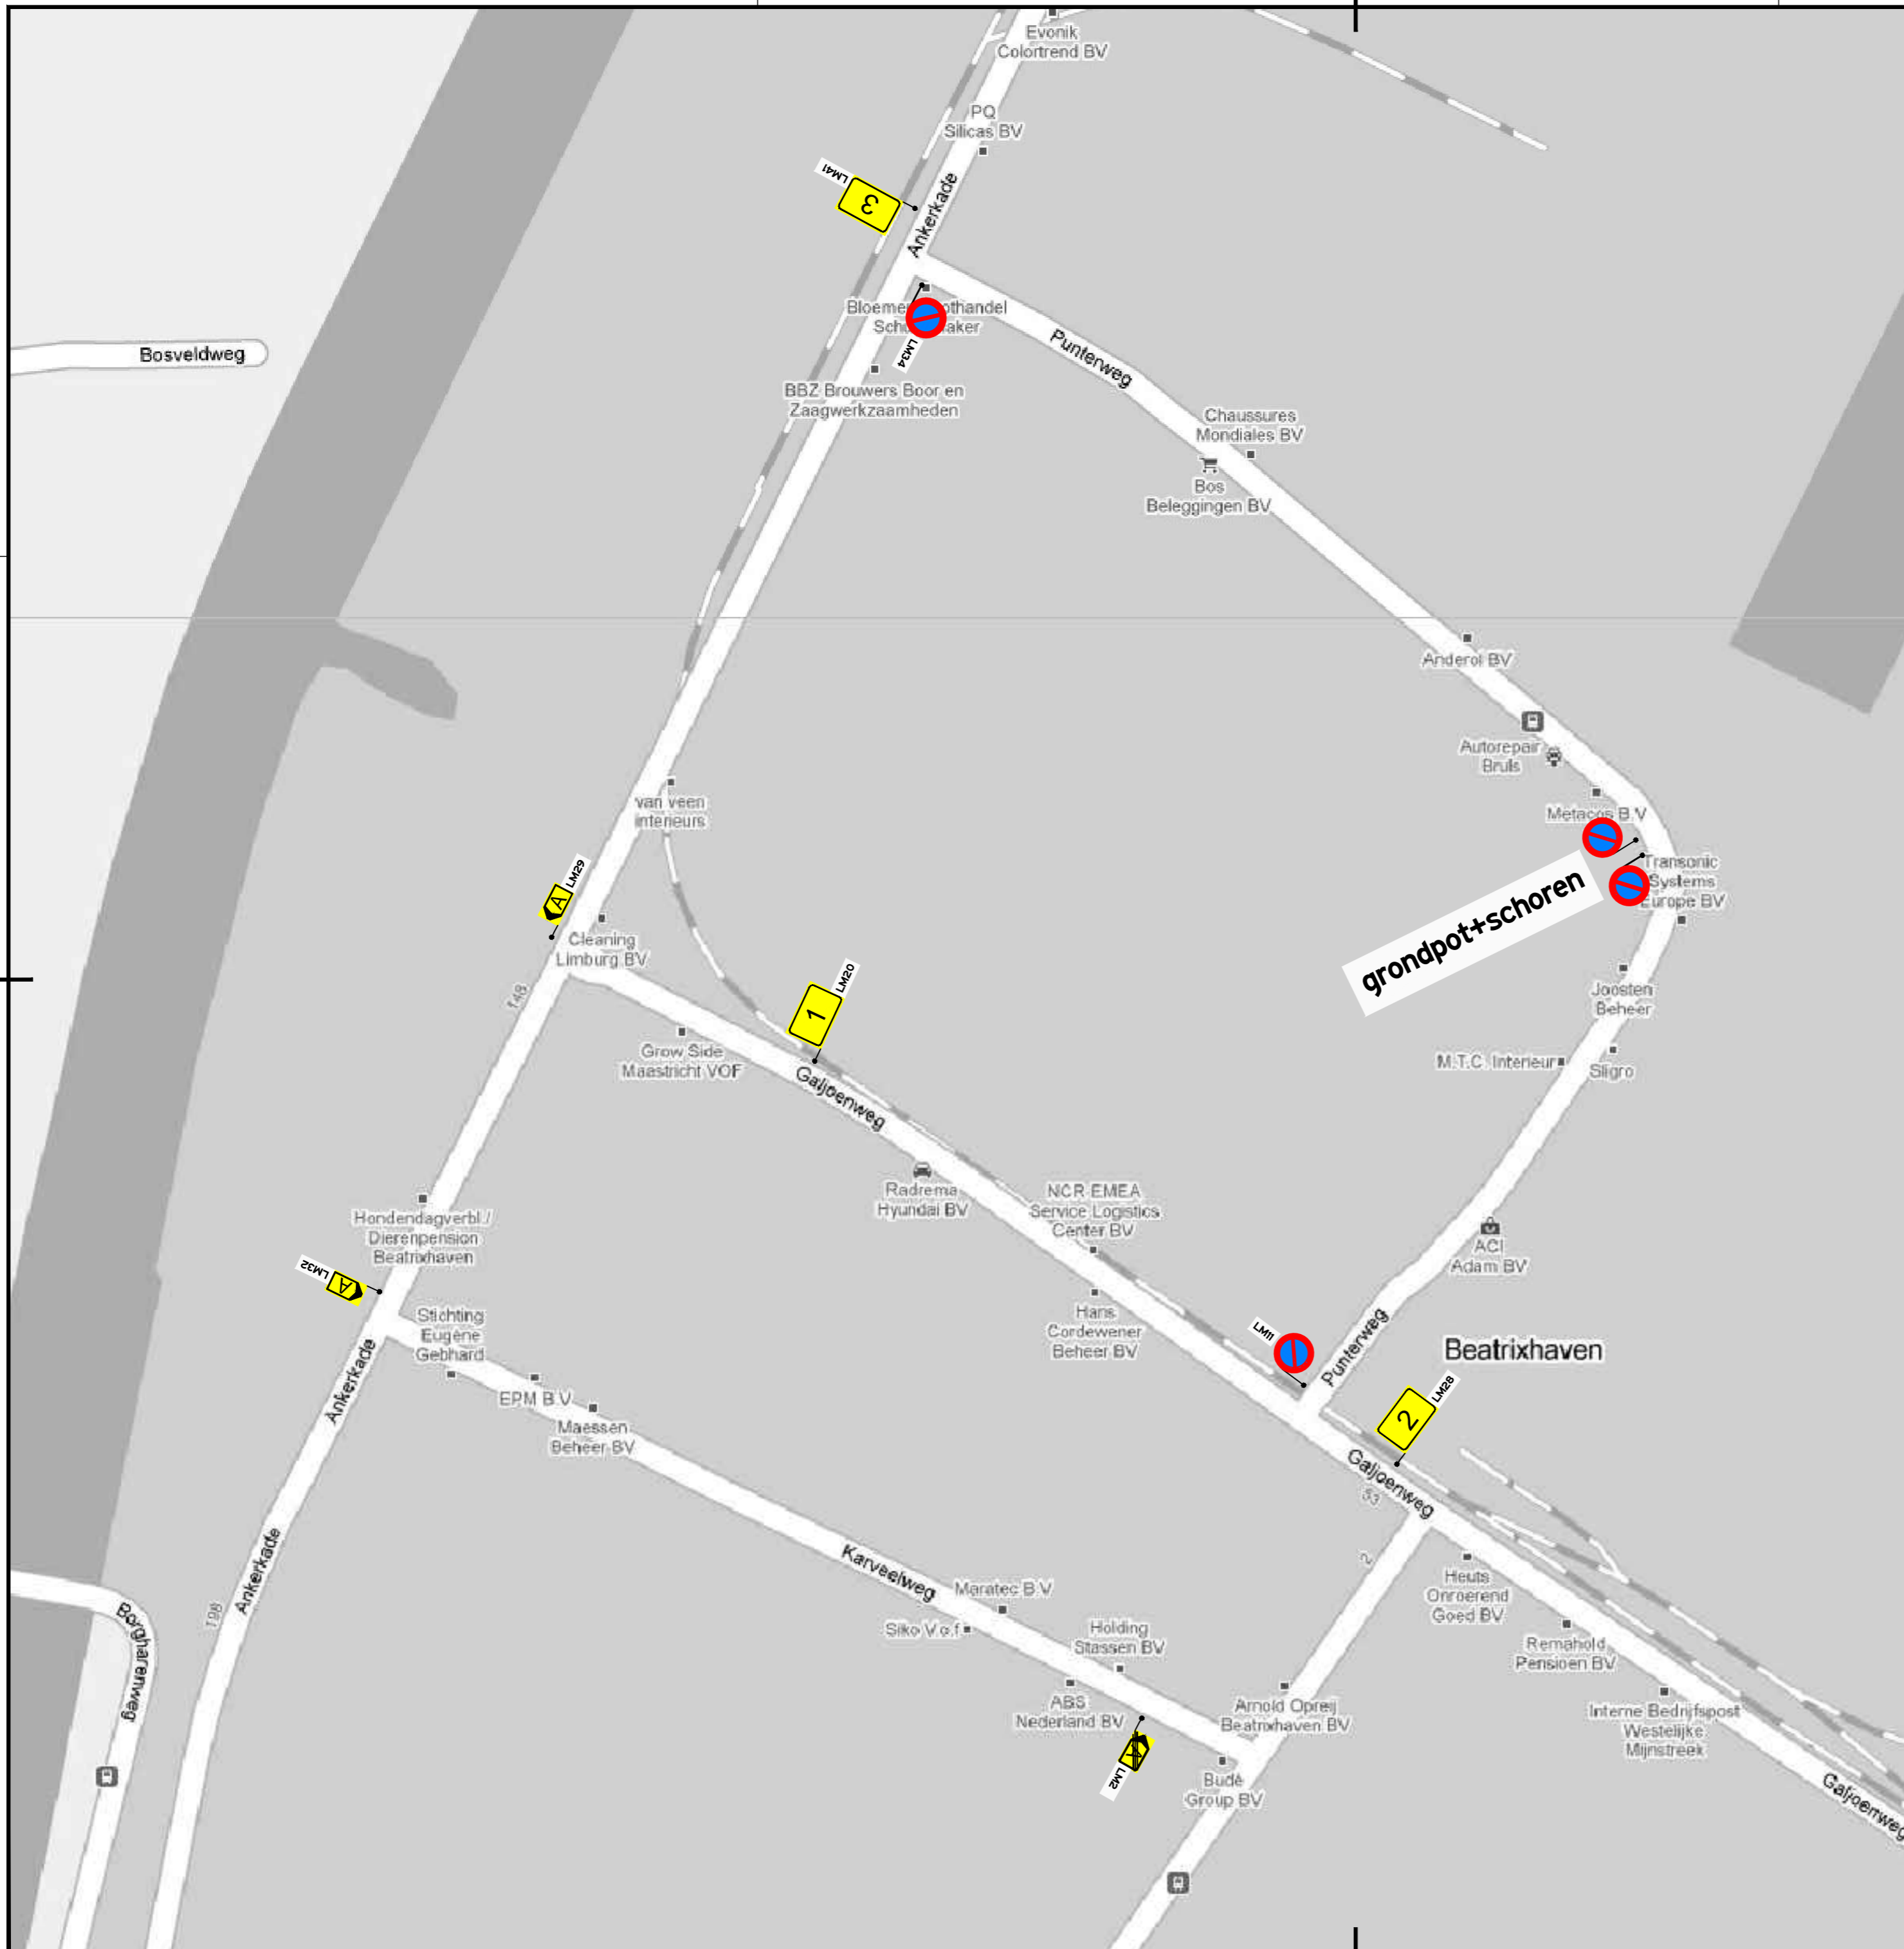 Evonik
Colortrend BV
PQ
Silicas BV
LM41
3
Ankerkade
LM34
Bosveldweg
BBZ Brouwers Boor en
Zaagwerkzaamheden
Punterweg
Chaussures
Mondiales BV
Bos
Beleggingen BV
Anderol BV
Autorepair
Bruls
van veen
interieurs
Metacos B.V
Transonic
Systems
Europe BV
grondpot+schoren
LM29
A
Cleaning
Limburg BV
148
LM20
1
Joosten
Beheer
Grow Side
Maastricht VOF
M.T.C. Interieur
Sligro
Galjoenweg
Radrema
Hyundai BV
NCR EMEA
Service Logistics
Center BV
Hondendagverbl./
Dierenpension
Beatrixhaven
ACI
Adam BV
LM32
A
Stichting
Eugène
Gebhard
Hans
Cordewener
Beheer BV
LM11
Punterweg
Beatrixhaven
Ankerkade
EPM B.V.
Maessen
Beheer BV
LM28
2
Galjoenweg
53
Ankerkade
198
Karveelweg
2
Maratec B.V
Siko V.o.f
Holding
Stassen BV
Heuts
Onroerend
Goed BV
Remahold
Pensioen BV
Borgharenweg
ABS
Nederland BV
Arnold Opreij
Beatrixhaven BV
Interne Bedrijfspost
Westelijke
Mijnstreek
A
LM2
Budé
Group BV
Galjoenweg